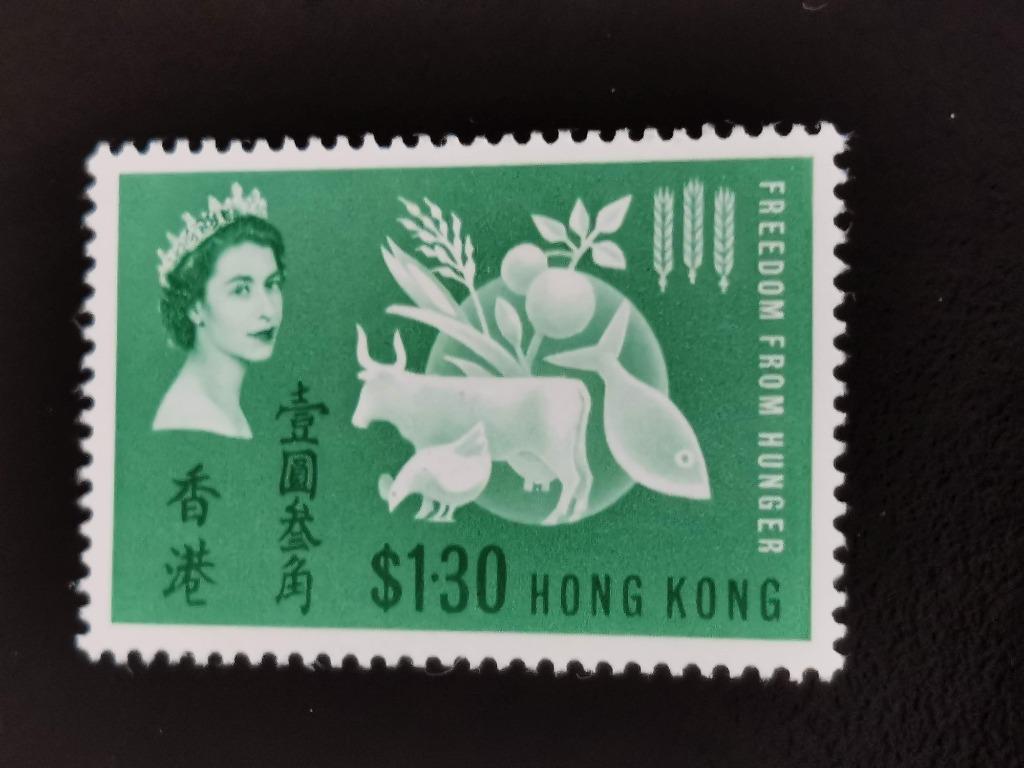 香港
壹圓叁角
$1·30 HONG KONG
FREEDOM FROM HUNGER